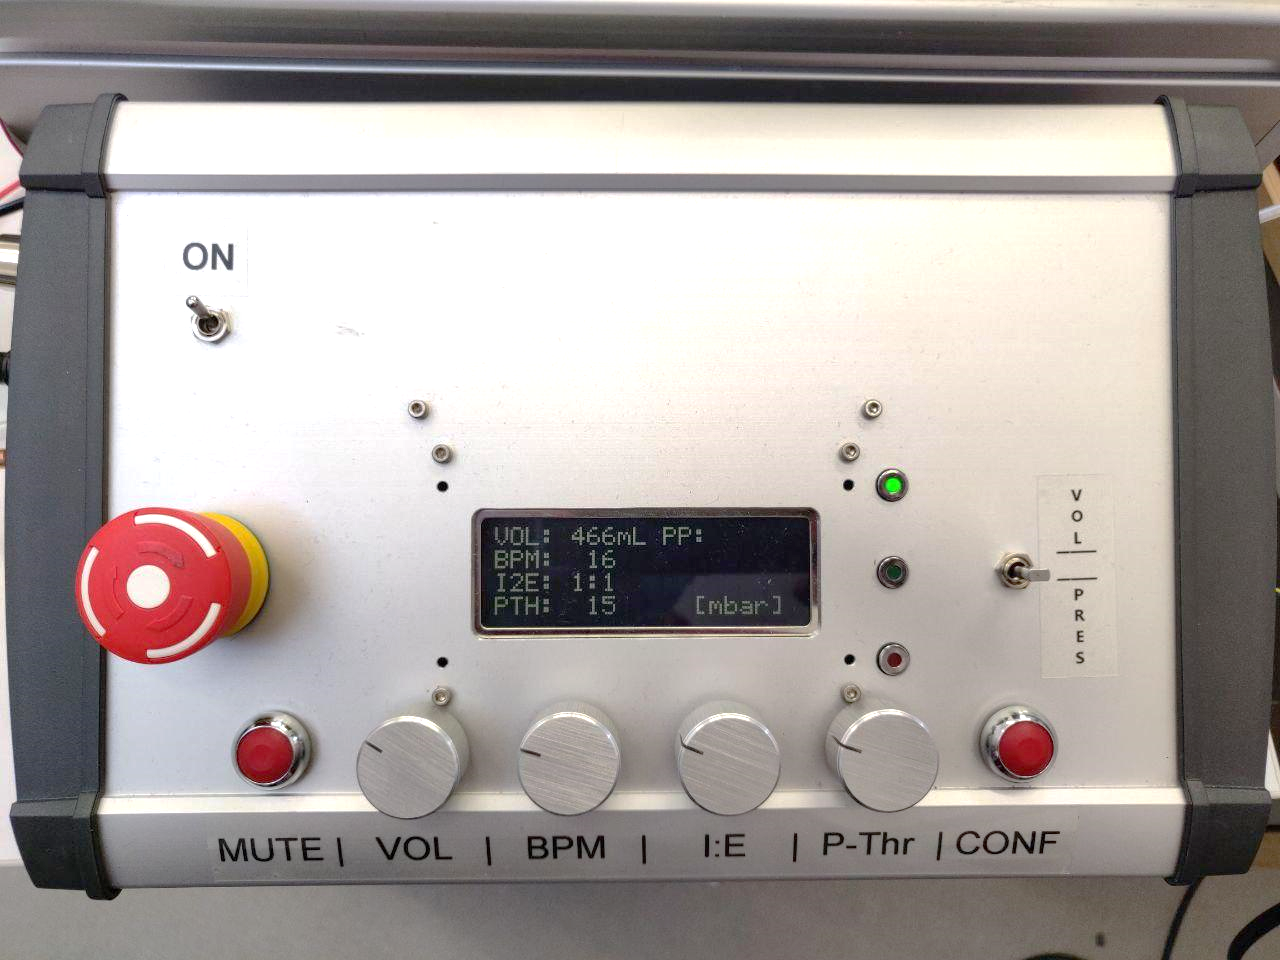 ON
VOL: 466mL PP:
BPM: 16
I2E: 1:1
PTH: 15 [mbar]
VOL
PRES
MUTE | VOL | BPM | I:E | P-Thr | CONF